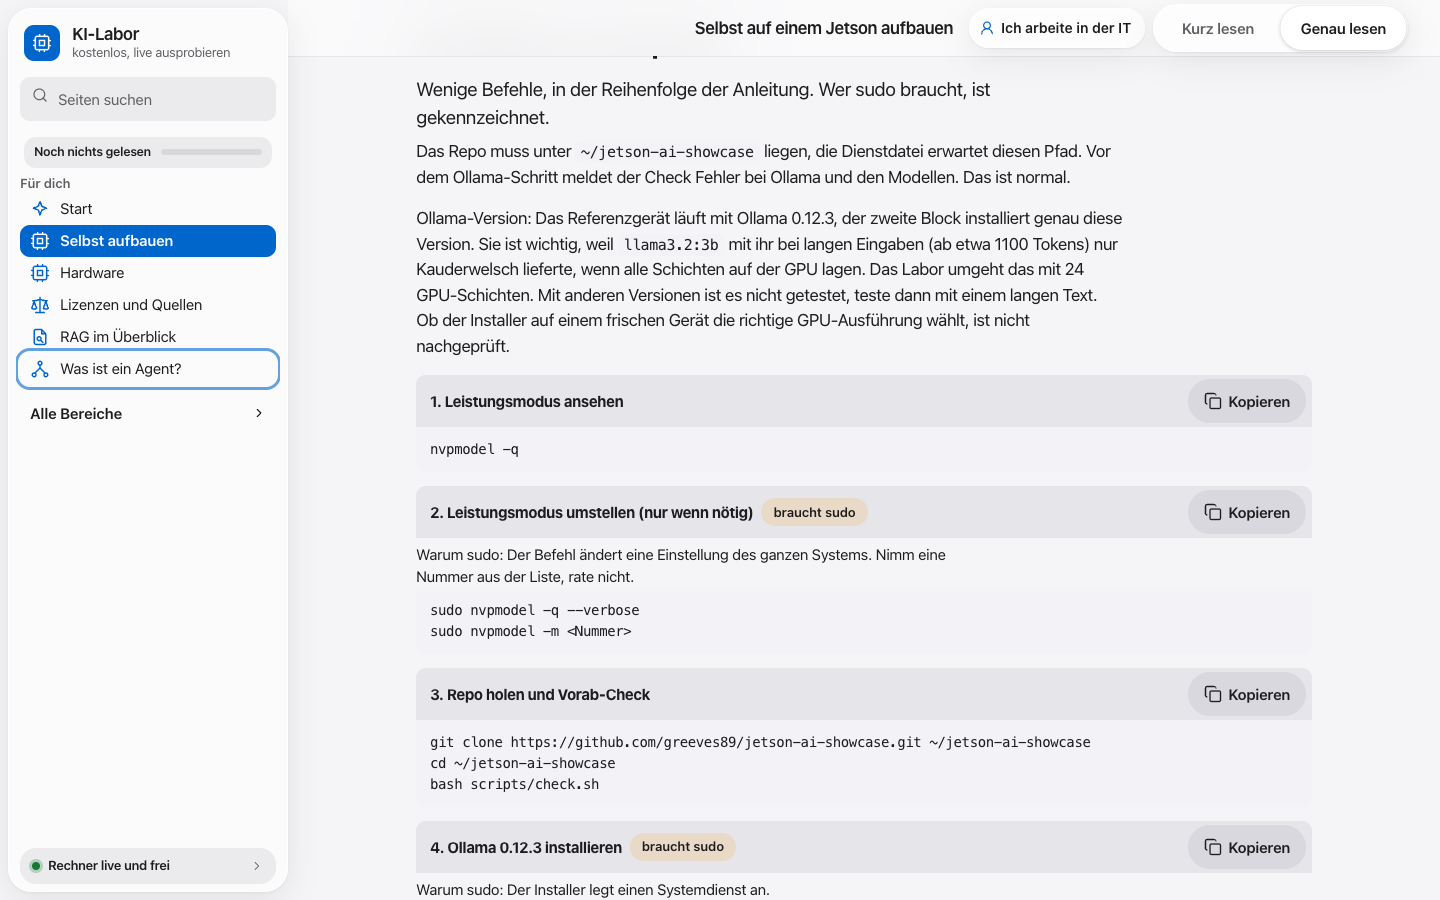 KI-Labor
kostenlos, live ausprobieren
Seiten suchen
Noch nichts gelesen
Für dich
Start
Selbst aufbauen
Hardware
Lizenzen und Quellen
RAG im Überblick
Was ist ein Agent?
Alle Bereiche
Rechner live und frei
Selbst auf einem Jetson aufbauen
Ich arbeite in der IT
Kurz lesen
Genau lesen
Wenige Befehle, in der Reihenfolge der Anleitung. Wer sudo braucht, ist
gekennzeichnet.
Das Repo muss unter ~/jetson-ai-showcase liegen, die Dienstdatei erwartet diesen Pfad. Vor
dem Ollama-Schritt meldet der Check Fehler bei Ollama und den Modellen. Das ist normal.
Ollama-Version: Das Referenzgerät läuft mit Ollama 0.12.3, der zweite Block installiert genau diese
Version. Sie ist wichtig, weil llama3.2:3b mit ihr bei langen Eingaben (ab etwa 1100 Tokens) nur
Kauderwelsch lieferte, wenn alle Schichten auf der GPU lagen. Das Labor umgeht das mit 24
GPU-Schichten. Mit anderen Versionen ist es nicht getestet, teste dann mit einem langen Text.
Ob der Installer auf einem frischen Gerät die richtige GPU-Ausführung wählt, ist nicht
nachgeprüft.
1. Leistungsmodus ansehen
Kopieren
nvpmodel -q
2. Leistungsmodus umstellen (nur wenn nötig)
braucht sudo
Kopieren
Warum sudo: Der Befehl ändert eine Einstellung des ganzen Systems. Nimm eine
Nummer aus der Liste, rate nicht.
sudo nvpmodel -q --verbose
sudo nvpmodel -m <Nummer>
3. Repo holen und Vorab-Check
Kopieren
git clone https://github.com/greeves89/jetson-ai-showcase.git ~/jetson-ai-showcase
cd ~/jetson-ai-showcase
bash scripts/check.sh
4. Ollama 0.12.3 installieren
braucht sudo
Kopieren
Warum sudo: Der Installer legt einen Systemdienst an.